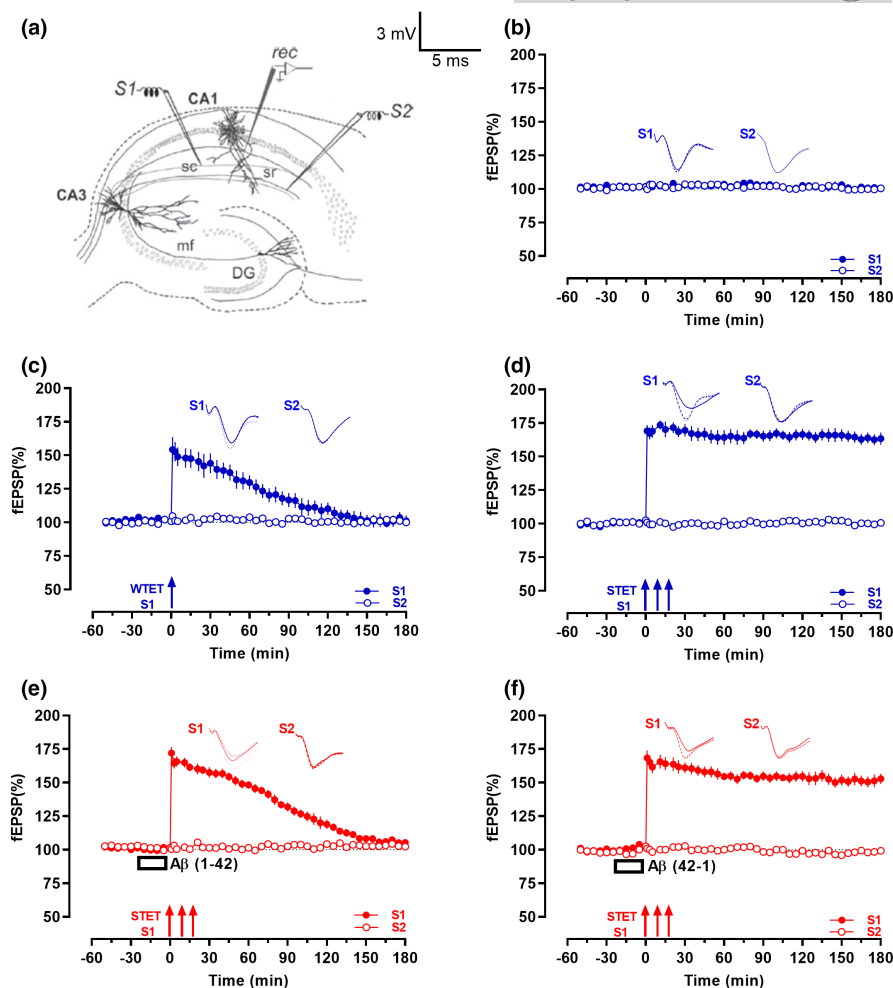 (a)
3 mV
5 ms
rec
S1
CA1
S2
sc
sr
CA3
mf
DG
(b)
fEPSP(%)
200
175
150
125
100
75
50
S1
S2
S1
S2
-60 -30 0 30 60 90 120 150 180
Time (min)
(c)
fEPSP(%)
200
175
150
125
100
75
50
S1
S2
WTET
S1
S1
S2
-60 -30 0 30 60 90 120 150 180
Time (min)
(d)
fEPSP(%)
200
175
150
125
100
75
50
S1
S2
STET
S1
S1
S2
-60 -30 0 30 60 90 120 150 180
Time (min)
(e)
fEPSP(%)
200
175
150
125
100
75
50
S1
S2
Aβ (1-42)
STET
S1
S1
S2
-60 -30 0 30 60 90 120 150 180
Time (min)
(f)
fEPSP(%)
200
175
150
125
100
75
50
S1
S2
Aβ (42-1)
STET
S1
S1
S2
-60 -30 0 30 60 90 120 150 180
Time (min)